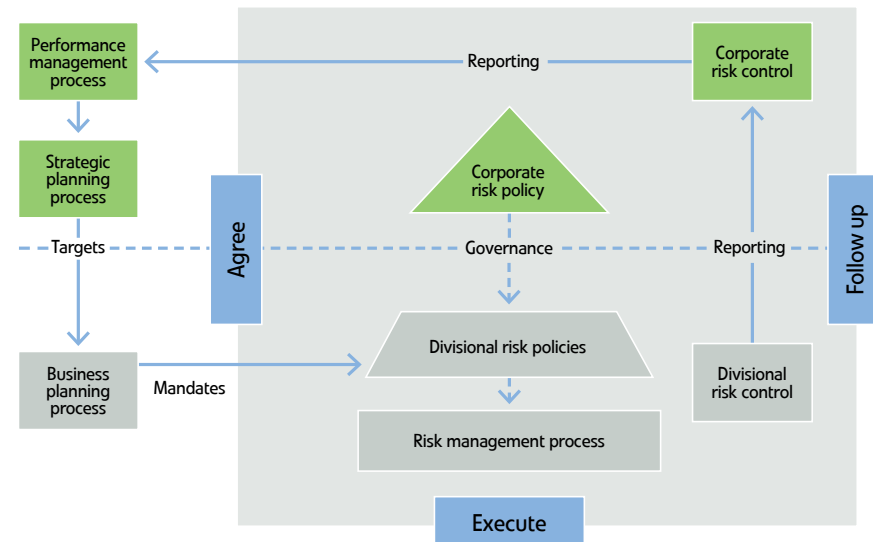 Performance
management
process
Reporting
Corporate
risk control
Strategic
planning
process
Corporate
risk policy
Agree
Follow up
Targets
Governance
Reporting
Divisional risk policies
Business
planning
process
Mandates
Divisional
risk control
Risk management process
Execute